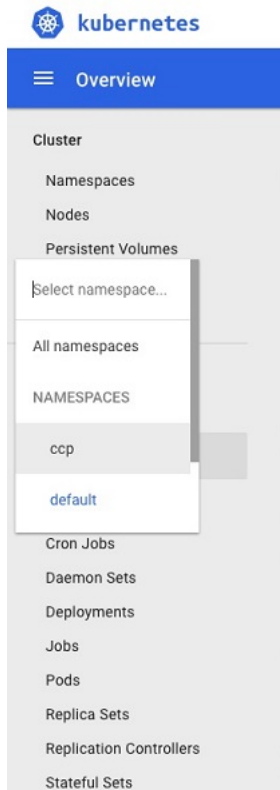 kubernetes
Overview
Cluster
Namespaces
Nodes
Persistent Volumes
Select namespace...
All namespaces
NAMESPACES
ccp
default
Cron Jobs
Daemon Sets
Deployments
Jobs
Pods
Replica Sets
Replication Controllers
Stateful Sets